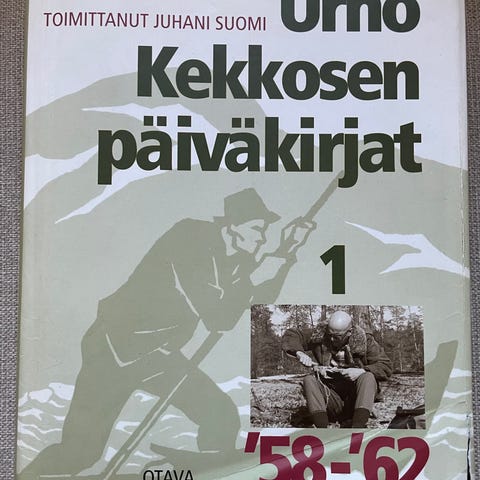 TOIMITTANUT JUHANI SUOMI
Urho
Kekkosen
päiväkirjat
1
OTAVA
'58-'62